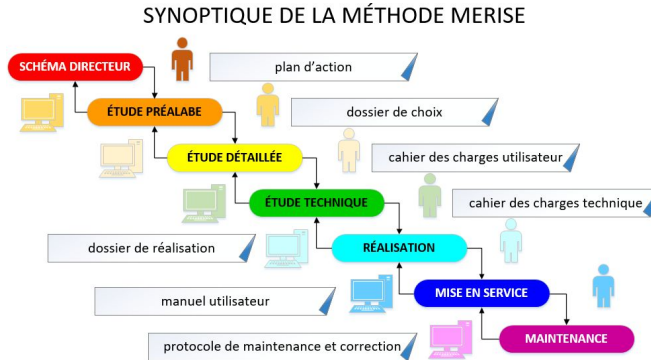 SYNOPTIQUE DE LA MÉTHODE MERISE
SCHÉMA DIRECTEUR
plan d'action
ÉTUDE PRÉALABE
dossier de choix
ÉTUDE DÉTAILLÉE
cahier des charges utilisateur
ÉTUDE TECHNIQUE
cahier des charges technique
dossier de réalisation
RÉALISATION
manuel utilisateur
MISE EN SERVICE
protocole de maintenance et correction
MAINTENANCE